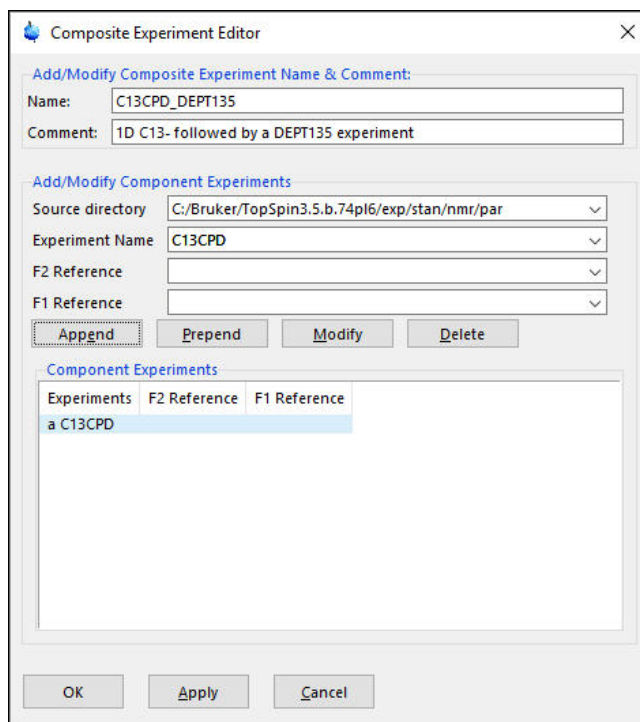 Composite Experiment Editor
Add/Modify Composite Experiment Name & Comment:
Name: C13CPD_DEPT135
Comment: 1D C13- followed by a DEPT135 experiment
Add/Modify Component Experiments
Source directory C:/Bruker/TopSpin3.5.b.74pl6/exp/stan/nmr/par
Experiment Name C13CPD
F2 Reference
F1 Reference
Append Prepend Modify Delete
Component Experiments
Experiments F2 Reference F1 Reference
a C13CPD
OK Apply Cancel